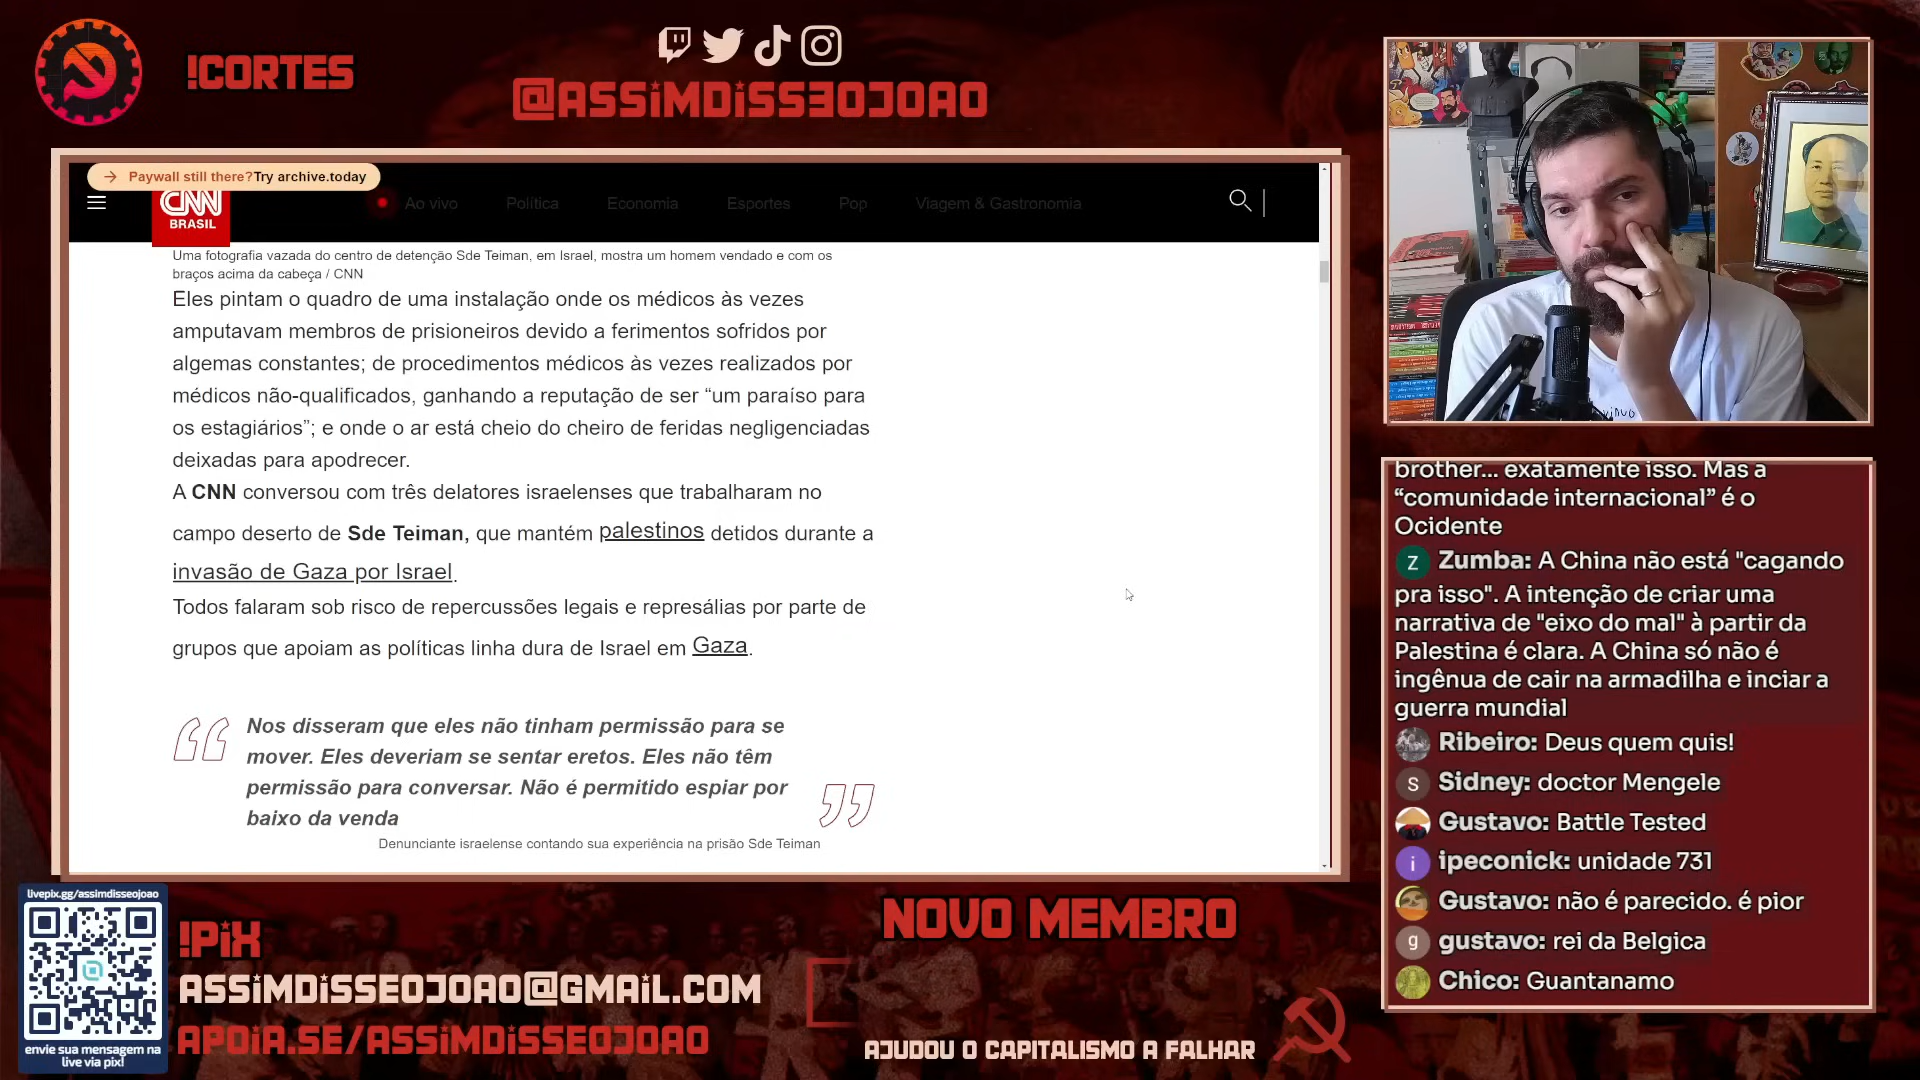 !CORTES
@ASSIMDISSEOJOAO
→ Paywall still there?Try archive.today
CNN
BRASIL
Ao vivo
Política
Economia
Esportes
Pop
Viagem & Gastronomia
Uma fotografia vazada do centro de detenção Sde Teiman, em Israel, mostra um homem vendado e com os
braços acima da cabeça / CNN
Eles pintam o quadro de uma instalação onde os médicos às vezes
amputavam membros de prisioneiros devido a ferimentos sofridos por
algemas constantes; de procedimentos médicos às vezes realizados por
médicos não-qualificados, ganhando a reputação de ser “um paraíso para
os estagiários”; e onde o ar está cheio do cheiro de feridas negligenciadas
deixadas para apodrecer.
A CNN conversou com três delatores israelenses que trabalharam no
campo deserto de Sde Teiman, que mantém palestinos detidos durante a
invasão de Gaza por Israel.
Todos falaram sob risco de repercussões legais e represálias por parte de
grupos que apoiam as políticas linha dura de Israel em Gaza.
Nos disseram que eles não tinham permissão para se
mover. Eles deveriam se sentar eretos. Eles não têm
permissão para conversar. Não é permitido espiar por
baixo da venda
Denunciante israelense contando sua experiência na prisão Sde Teiman
brother... exatamente isso. Mas a
“comunidade internacional” é o
Ocidente
Z Zumba: A China não está "cagando
pra isso". A intenção de criar uma
narrativa de "eixo do mal" à partir da
Palestina é clara. A China só não é
ingênua de cair na armadilha e inciar a
guerra mundial
Ribeiro: Deus quem quis!
S Sidney: doctor Mengele
Gustavo: Battle Tested
i ipeconick: unidade 731
Gustavo: não é parecido. é pior
g gustavo: rei da Belgica
Chico: Guantanamo
livepix.gg/assimdisseojoao
envie sua mensagem na
live via pix!
!PIX
ASSIMDISSEOJOAO@GMAIL.COM
APOIA.SE/ASSIMDISSEOJOAO
NOVO MEMBRO
AJUDOU O CAPITALISMO A FALHAR